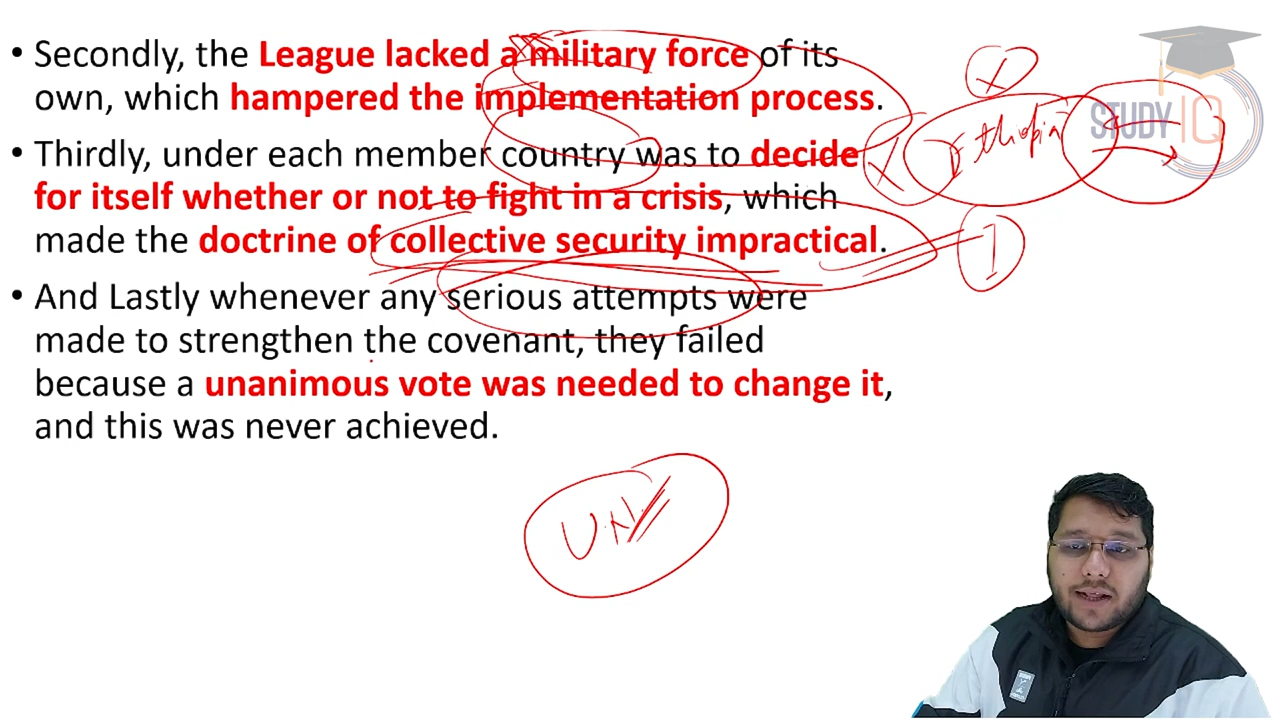 • Secondly, the League lacked a military force of its
own, which hampered the implementation process.
• Thirdly, under each member country was to decide
for itself whether or not to fight in a crisis, which
made the doctrine of collective security impractical.
• And Lastly whenever any serious attempts were
made to strengthen the covenant, they failed
because a unanimous vote was needed to change it,
and this was never achieved.
X
X
Ethiopia
STUDY IQ
I
U.N.